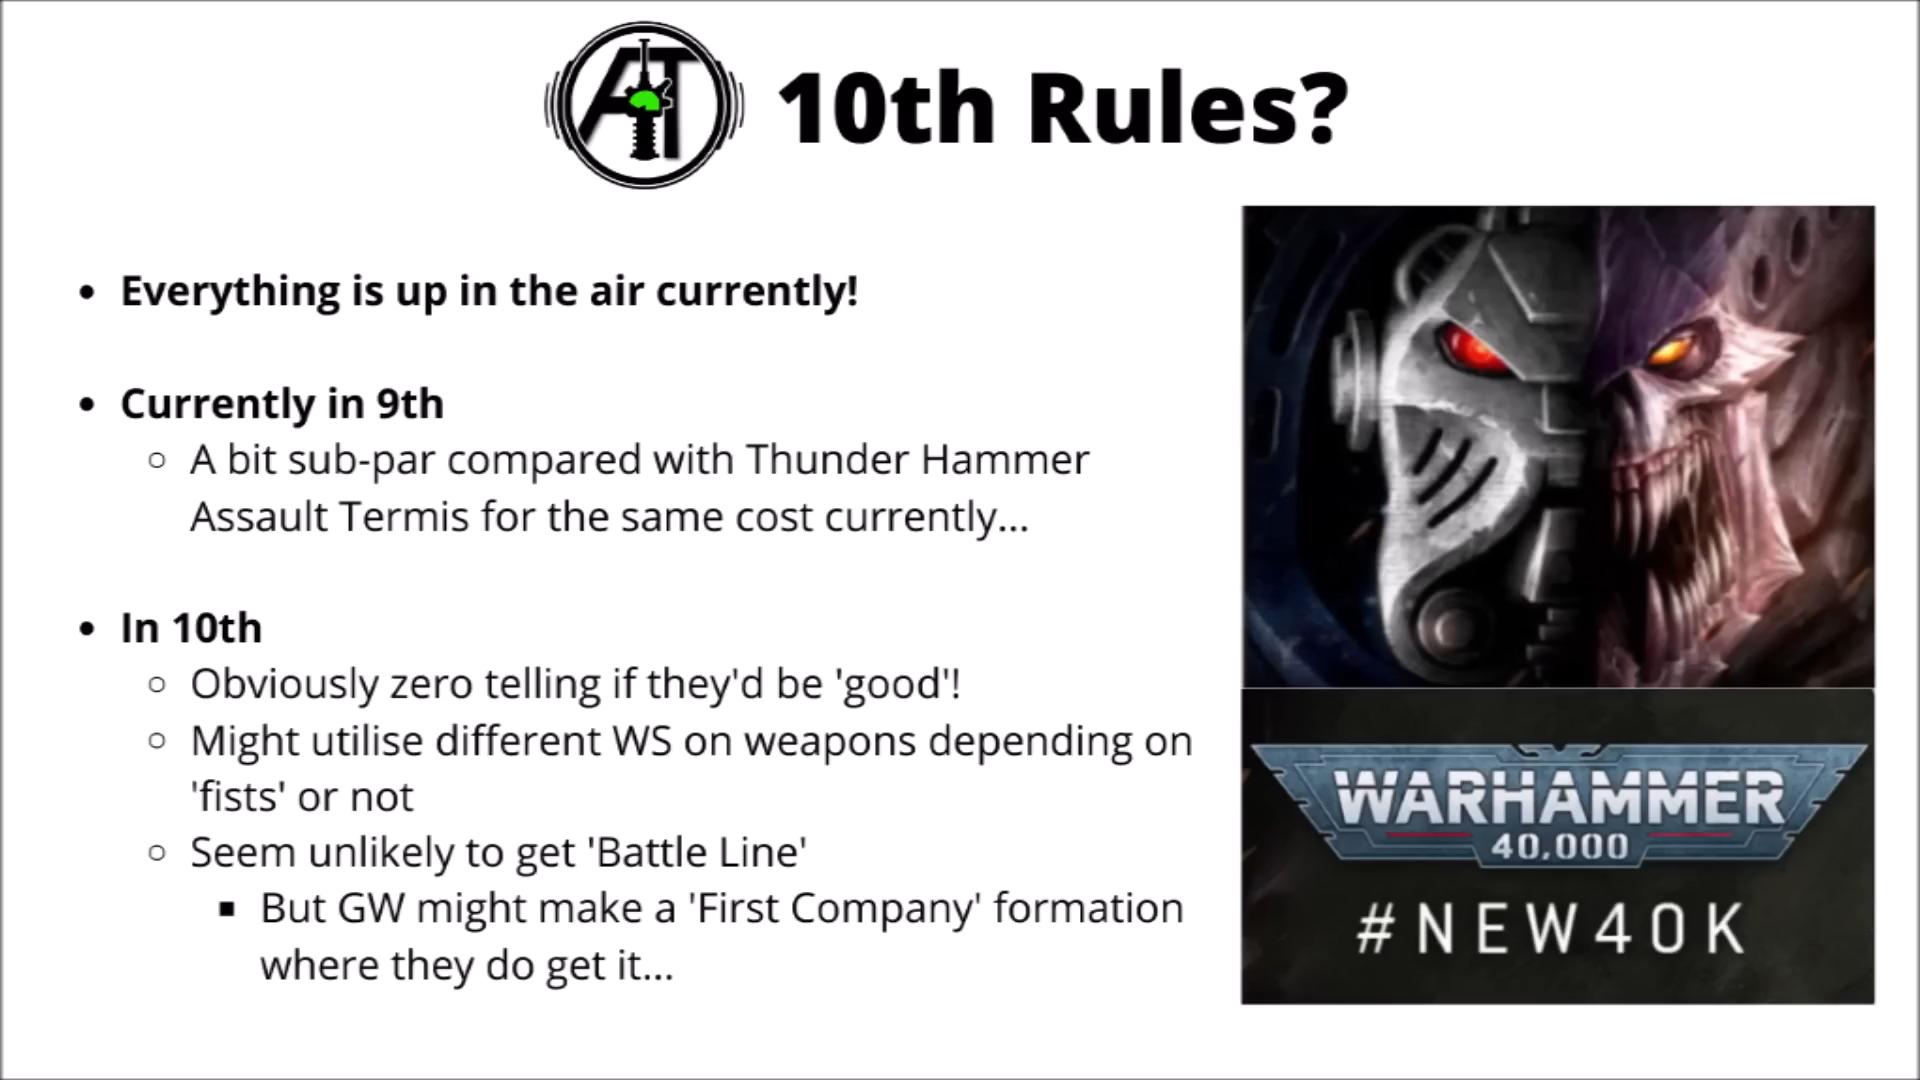 AT
10th Rules?
• Everything is up in the air currently!
• Currently in 9th
○ A bit sub-par compared with Thunder Hammer
Assault Termis for the same cost currently...
• In 10th
○ Obviously zero telling if they'd be 'good'!
○ Might utilise different WS on weapons depending on
'fists' or not
○ Seem unlikely to get 'Battle Line'
▪ But GW might make a 'First Company' formation
where they do get it...
WARHAMMER
40,000
#NEW40K